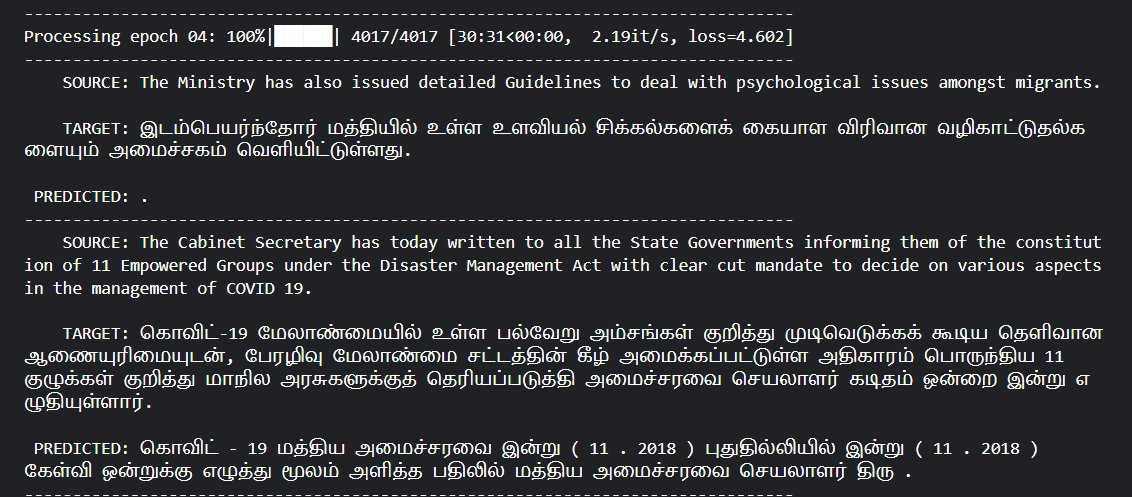 --------------------------------------------------------------------------------
Processing epoch 04: 100%|██████| 4017/4017 [30:31<00:00,  2.19it/s, loss=4.602]
--------------------------------------------------------------------------------
    SOURCE: The Ministry has also issued detailed Guidelines to deal with psychological issues amongst migrants.
    TARGET: இடம்பெயர்ந்தோர் மத்தியில் உள்ள உளவியல் சிக்கல்களைக் கையாள விரிவான வழிகாட்டுதல்க
ளையும் அமைச்சகம் வெளியிட்டுள்ளது.
 PREDICTED: .
--------------------------------------------------------------------------------
    SOURCE: The Cabinet Secretary has today written to all the State Governments informing them of the constitut
ion of 11 Empowered Groups under the Disaster Management Act with clear cut mandate to decide on various aspects
in the management of COVID 19.
    TARGET: கொவிட்-19 மேலாண்மையில் உள்ள பல்வேறு அம்சங்கள் குறித்து முடிவெடுக்கக் கூடிய தெளிவான
ஆணையுரிமையுடன், பேரழிவு மேலாண்மை சட்டத்தின் கீழ் அமைக்கப்பட்டுள்ள அதிகாரம் பொருந்திய 11
குழுக்கள் குறித்து மாநில அரசுகளுக்குத் தெரியப்படுத்தி அமைச்சரவை செயலாளர் கடிதம் ஒன்றை இன்று எ
ழுதியுள்ளார்.
 PREDICTED: கொவிட் - 19 மத்திய அமைச்சரவை இன்று ( 11 . 2018 ) புதுதில்லியில் இன்று ( 11 . 2018 )
கேள்வி ஒன்றுக்கு எழுத்து மூலம் அளித்த பதிலில் மத்திய அமைச்சரவை செயலாளர் திரு .
--------------------------------------------------------------------------------